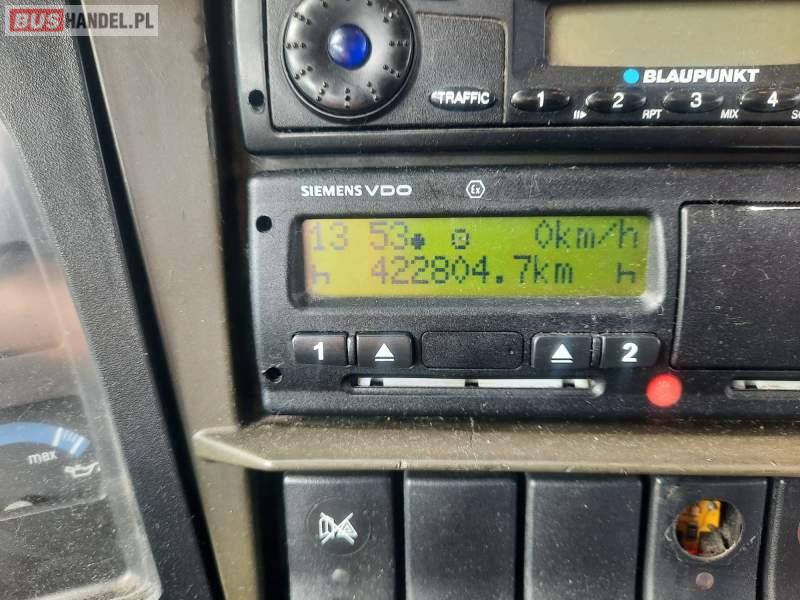 BUSHANDEL.PL
BLAUPUNKT
TRAFFIC
1 2 3 4
RPT MIX
SIEMENS VDO Ex
13 53 0km/h
422804.7km
1 2
max